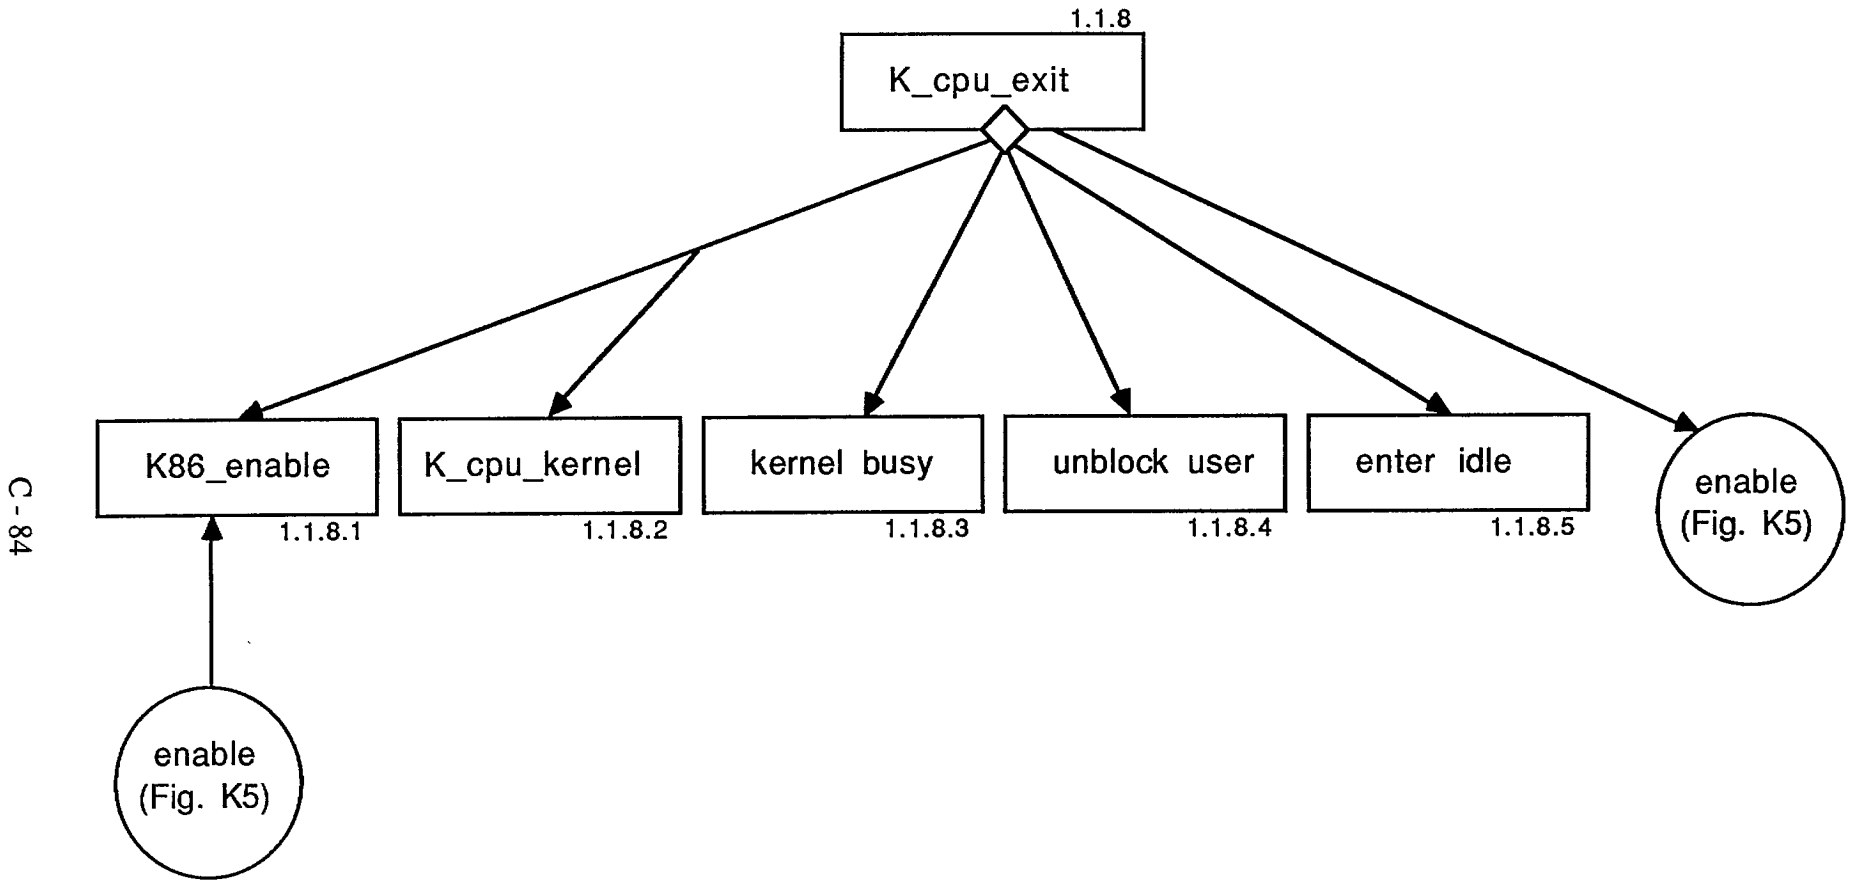 1.1.8
K_cpu_exit
K86_enable
1.1.8.1
K_cpu_kernel
1.1.8.2
kernel busy
1.1.8.3
unblock user
1.1.8.4
enter idle
1.1.8.5
enable
(Fig. K5)
enable
(Fig. K5)
C - 84